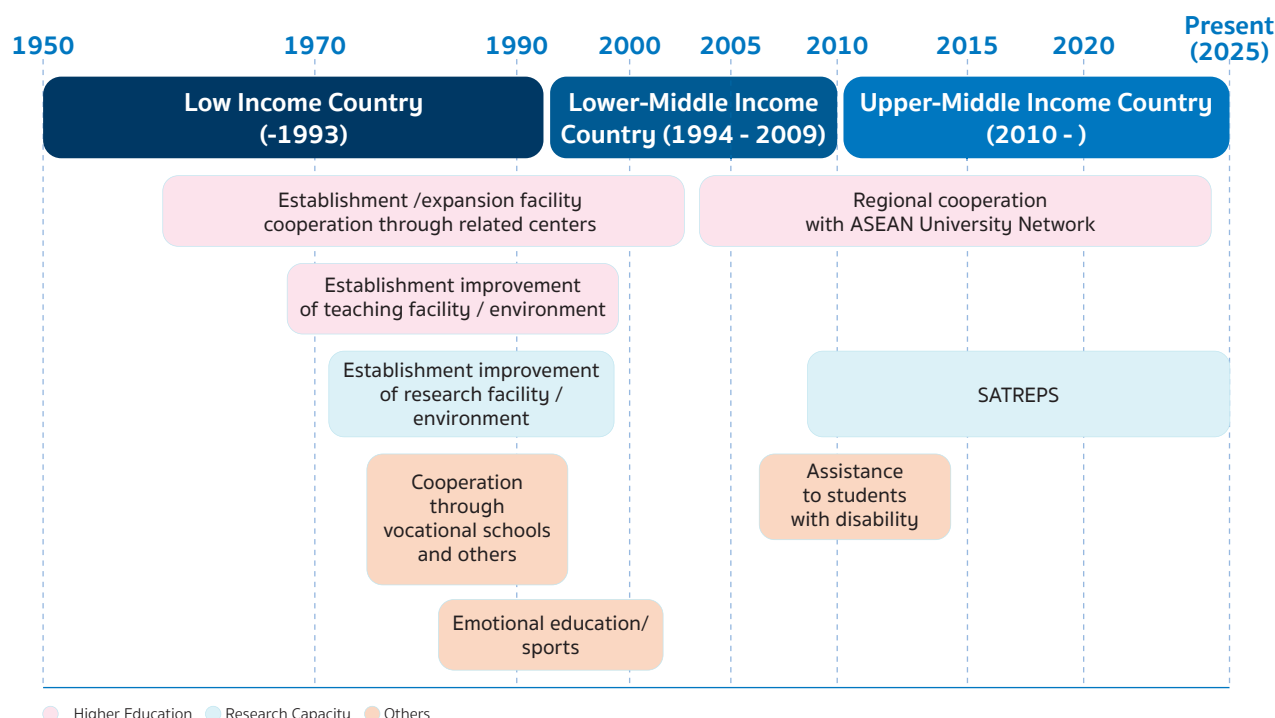 1950 1970 1990 2000 2005 2010 2015 2020 Present
(2025)
Low Income Country
(-1993)
Lower-Middle Income
Country (1994 - 2009)
Upper-Middle Income Country
(2010 - )
Establishment /expansion facility
cooperation through related centers
Regional cooperation
with ASEAN University Network
Establishment improvement
of teaching facility / environment
Establishment improvement
of research facility /
environment
SATREPS
Cooperation
through
vocational schools
and others
Assistance
to students
with disability
Emotional education/
sports
Higher Education Research Capacity Others